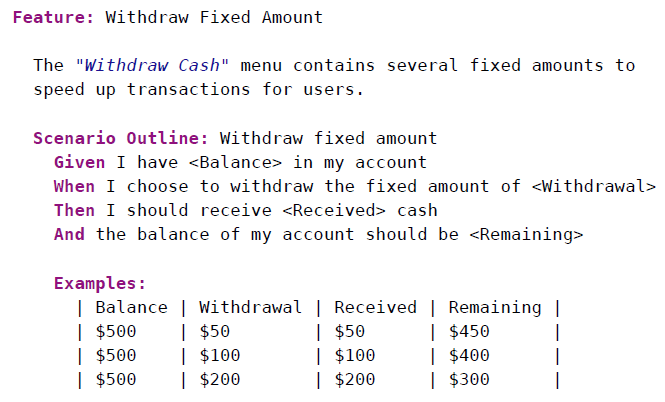 Feature: Withdraw Fixed Amount
The "Withdraw Cash" menu contains several fixed amounts to
speed up transactions for users.
Scenario Outline: Withdraw fixed amount
Given I have <Balance> in my account
When I choose to withdraw the fixed amount of <Withdrawal>
Then I should receive <Received> cash
And the balance of my account should be <Remaining>
Examples:
| Balance | Withdrawal | Received | Remaining |
| $500 | $50 | $50 | $450 |
| $500 | $100 | $100 | $400 |
| $500 | $200 | $200 | $300 |